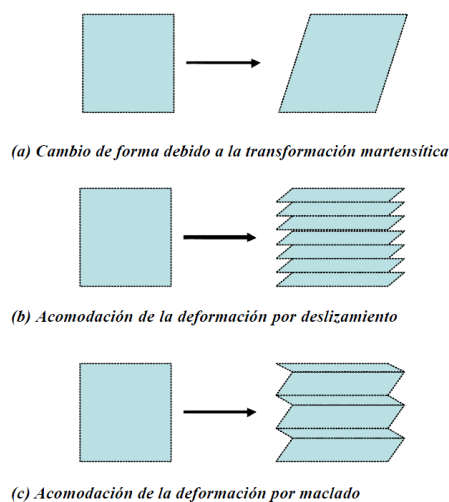 (a) Cambio de forma debido a la transformación martensítica
(b) Acomodación de la deformación por deslizamiento
(c) Acomodación de la deformación por maclado